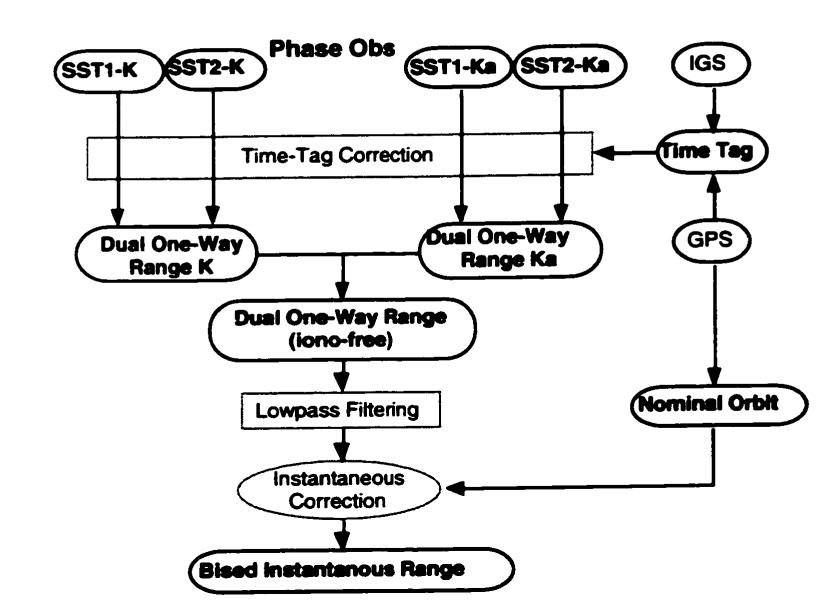 Phase Obs
SST1-K
SST2-K
SST1-Ka
SST2-Ka
IGS
Time-Tag Correction
Time Tag
Dual One-Way
Range K
Dual One-Way
Range Ka
GPS
Dual One-Way Range
(iono-free)
Lowpass Filtering
Nominal Orbit
Instantaneous
Correction
Bised Instantanous Range